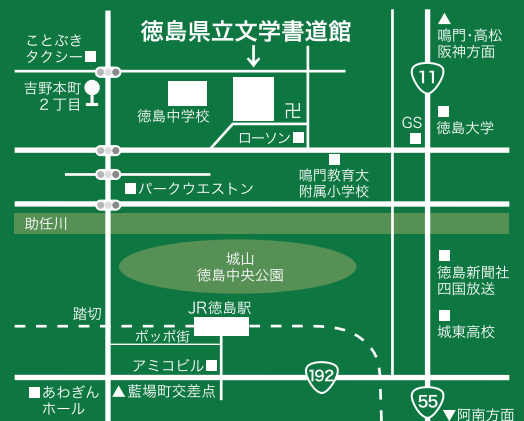 徳島県立文学書道館
ことぶき
タクシー
▲
鳴門・高松
阪神方面
11
吉野本町
2丁目
徳島中学校
卍
ローソン
GS
徳島大学
鳴門教育大
附属小学校
パークウエストン
助任川
城山
徳島中央公園
徳島新聞社
四国放送
JR徳島駅
踏切
ポッポ街
城東高校
アミコビル
192
あわぎん
ホール
▲藍場町交差点
55
▼阿南方面